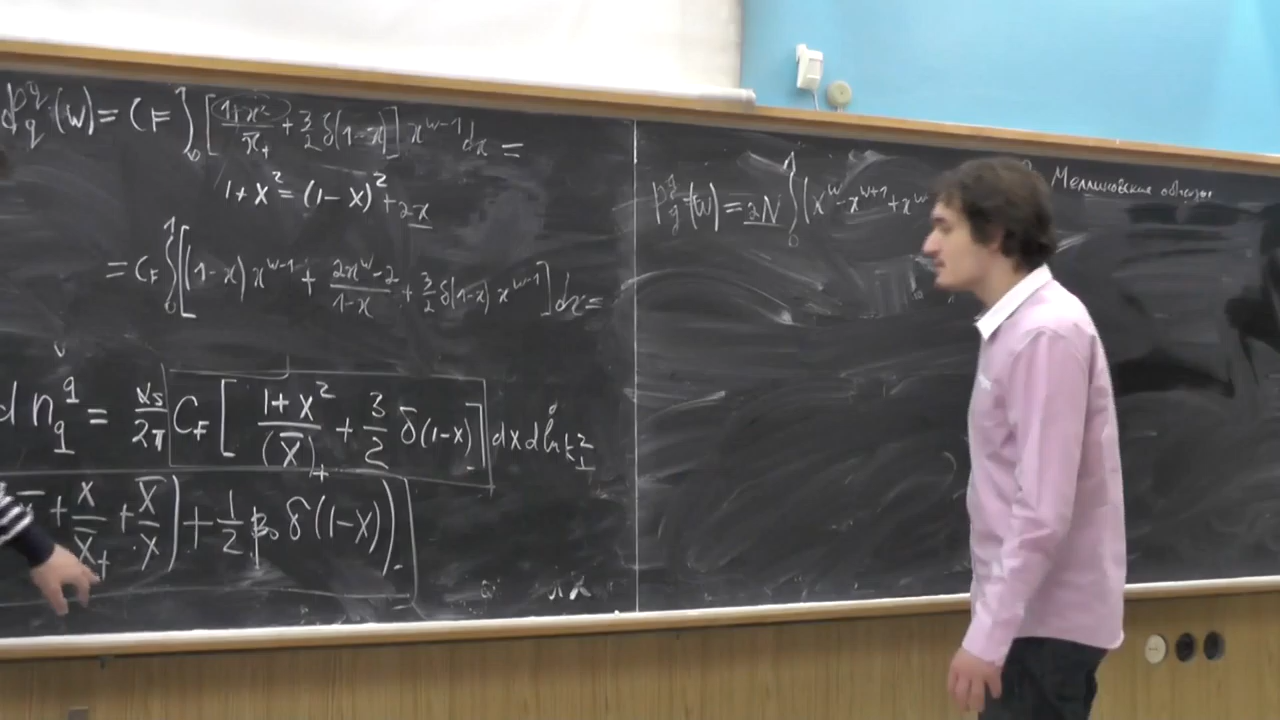 P_q^q(w) = C_F ∫_0^1 [ (1+x²)/x̄_+ + 3/2 δ(1-x) ] x^{w-1} dx =
1+x² = (1-x)² + 2x
= C_F ∫_0^1 [ (1-x) x^{w-1} + (2x^w - 2)/(1-x) + 3/2 δ(1-x) x^{w-1} ] dx =
d n_q^q = α_s/2π C_F [ (1+x²)/(x̄)_+ + 3/2 δ(1-x) ] dx d ln k_⊥²
+ x/x̄_+ + x̄/x ) + 1/2 β_0 δ(1-x) ).
Меллиновские образы
P_g^g(w) = 2N ∫_0^1 (x^w - x^{w+1} + x^w